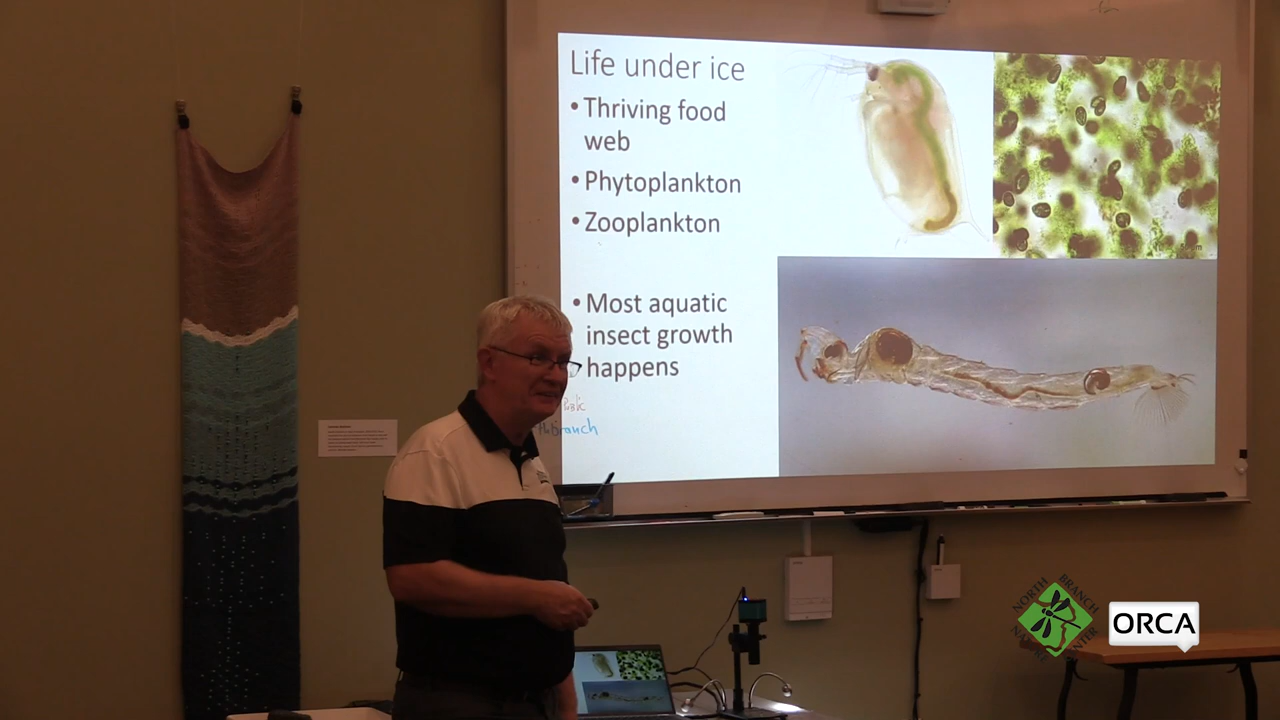 Life under ice
• Thriving food
web
• Phytoplankton
• Zooplankton
• Most aquatic
insect growth
happens
NORTH BRANCH
NATURE CENTER
ORCA